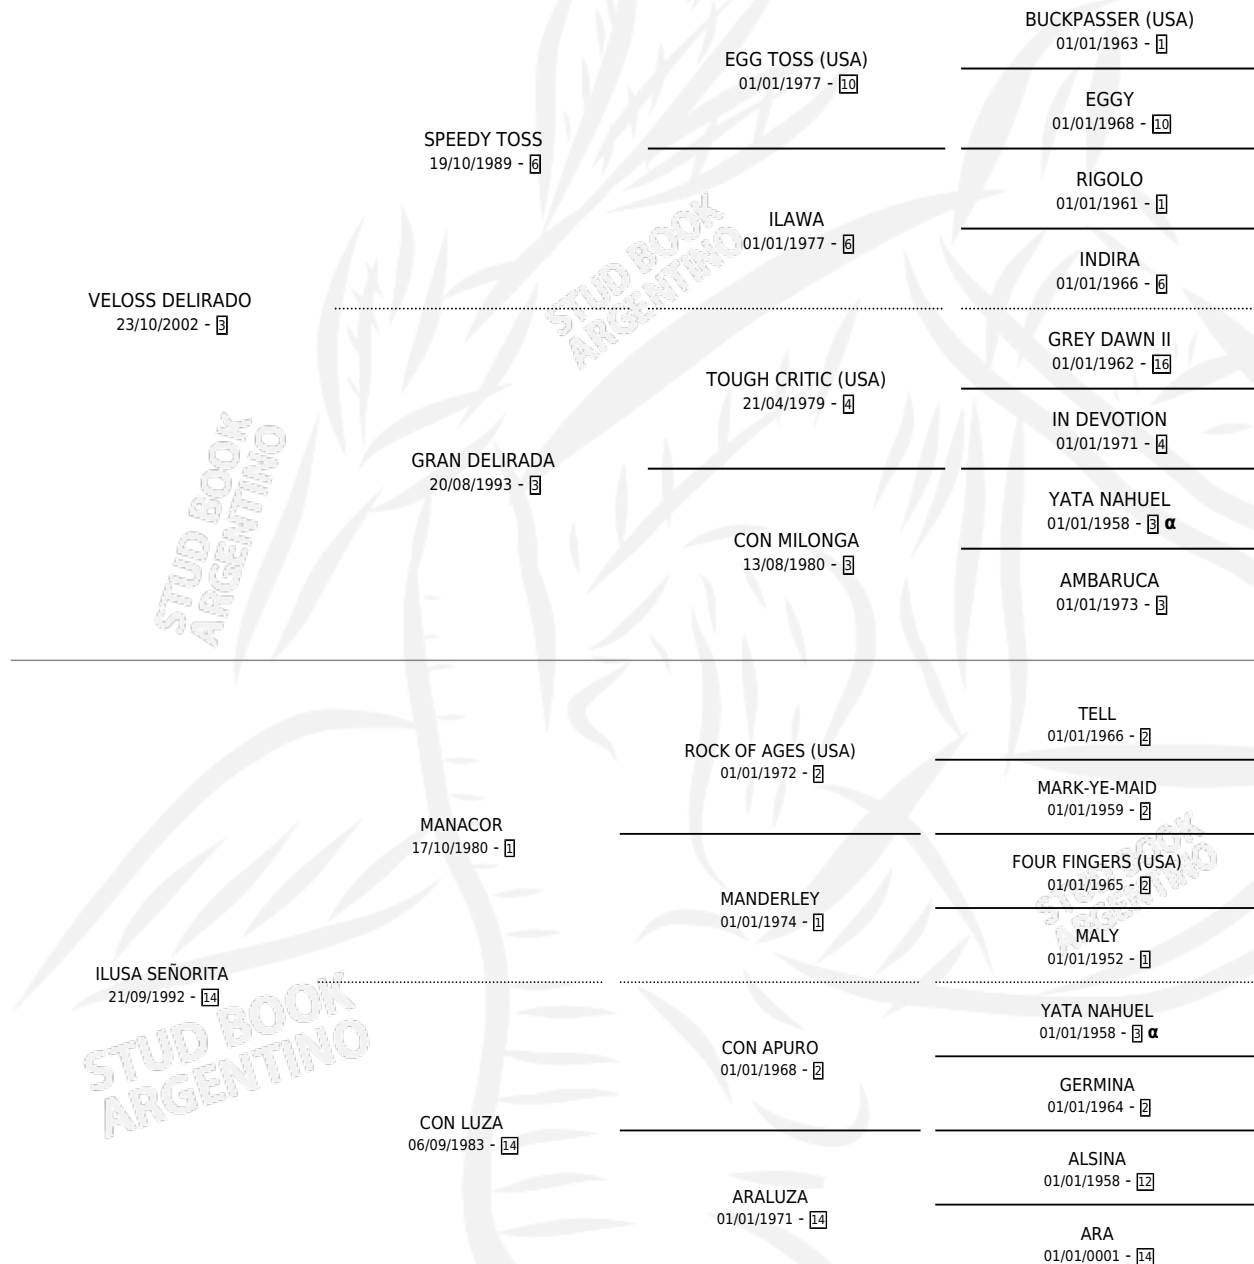 BUCKPASSER (USA)
01/01/1963 - 1
EGG TOSS (USA)
01/01/1977 - 10
EGGY
01/01/1968 - 10
SPEEDY TOSS
19/10/1989 - 6
RIGOLO
01/01/1961 - 1
ILAWA
01/01/1977 - 6
INDIRA
01/01/1966 - 6
VELOSS DELIRADO
23/10/2002 - 3
GREY DAWN II
01/01/1962 - 16
TOUGH CRITIC (USA)
21/04/1979 - 4
IN DEVOTION
01/01/1971 - 4
GRAN DELIRADA
20/08/1993 - 3
YATA NAHUEL
01/01/1958 - 3 α
CON MILONGA
13/08/1980 - 3
AMBARUCA
01/01/1973 - 3
TELL
01/01/1966 - 2
ROCK OF AGES (USA)
01/01/1972 - 2
MARK-YE-MAID
01/01/1959 - 2
MANACOR
17/10/1980 - 1
FOUR FINGERS (USA)
01/01/1965 - 2
MANDERLEY
01/01/1974 - 1
MALY
01/01/1952 - 1
ILUSA SEÑORITA
21/09/1992 - 14
YATA NAHUEL
01/01/1958 - 3 α
CON APURO
01/01/1968 - 2
GERMINA
01/01/1964 - 2
CON LUZA
06/09/1983 - 14
ALSINA
01/01/1958 - 12
ARALUZA
01/01/1971 - 14
ARA
01/01/0001 - 14
STUD BOOK
ARGENTINO
STUD BOOK
ARGENTINO
STUD BOOK
ARGENTINO
STUD BOOK
ARGENTINO